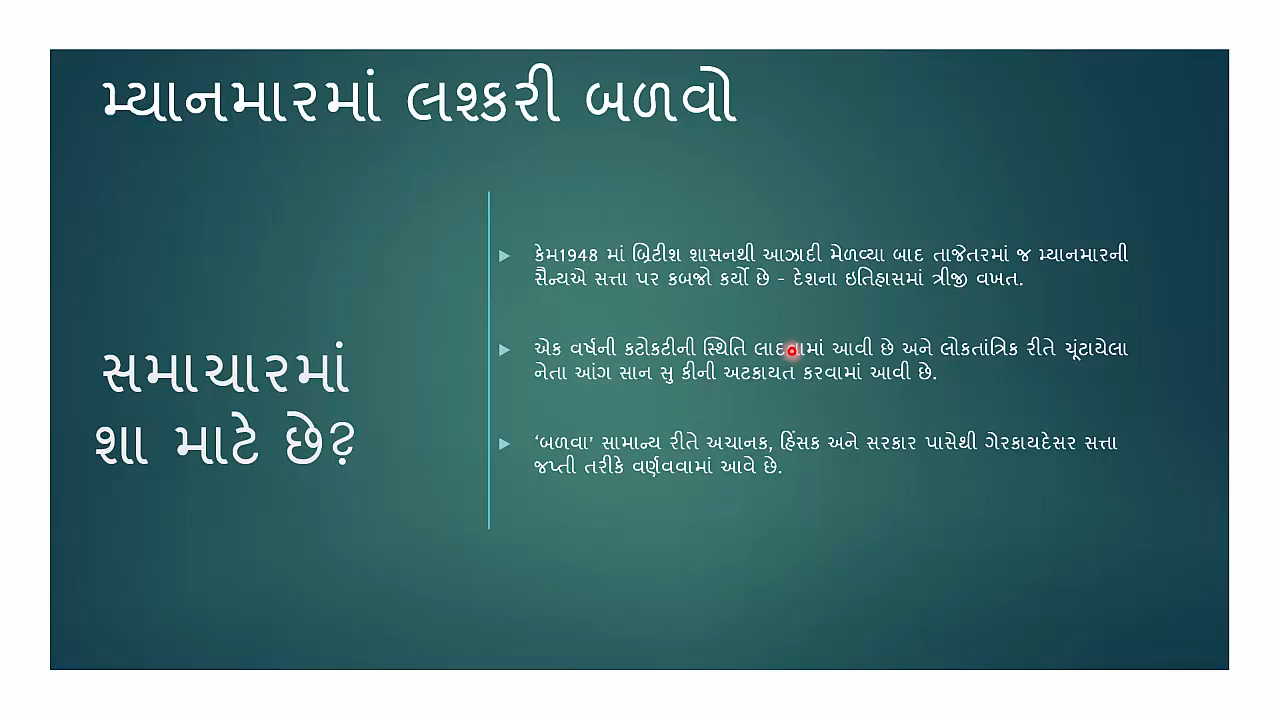 મ્યાનમારમાં લશ્કરી બળવો
સમાચારમાં
શા માટે છે?
કેમ1948 માં બ્રિટીશ શાસનથી આઝાદી મેળવ્યા બાદ તાજેતરમાં જ મ્યાનમારની
સૈન્યએ સત્તા પર કબજો કર્યો છે - દેશના ઇતિહાસમાં ત્રીજી વખત.
એક વર્ષની કટોકટીની સ્થિતિ લાદવામાં આવી છે અને લોકતાંત્રિક રીતે ચૂંટાયેલા
નેતા આંગ સાન સુ કીની અટકાયત કરવામાં આવી છે.
‘બળવા’ સામાન્ય રીતે અચાનક, હિંસક અને સરકાર પાસેથી ગેરકાયદેસર સત્તા
જપ્તી તરીકે વર્ણવવામાં આવે છે.